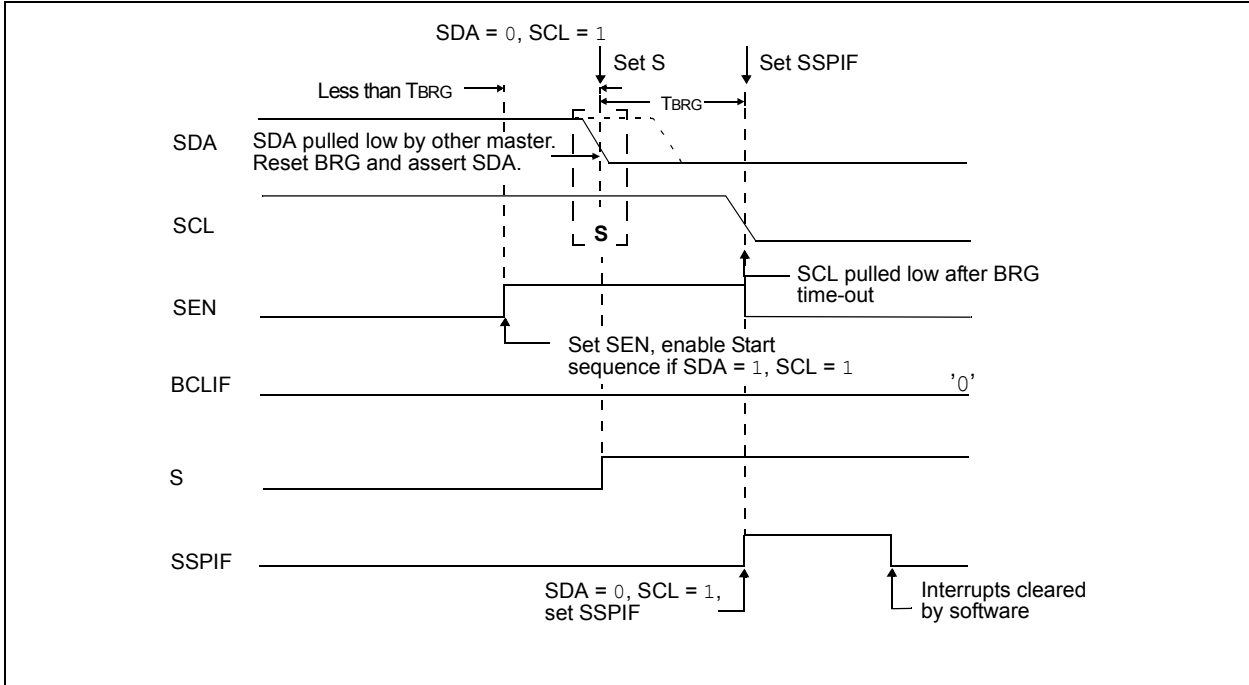 SDA = 0, SCL = 1
Set S
Set SSPIF
Less than TBRG
TBRG
SDA
SDA pulled low by other master.
Reset BRG and assert SDA.
SCL
S
SCL pulled low after BRG
time-out
SEN
Set SEN, enable Start
sequence if SDA = 1, SCL = 1
BCLIF
'0'
S
SSPIF
SDA = 0, SCL = 1,
set SSPIF
Interrupts cleared
by software